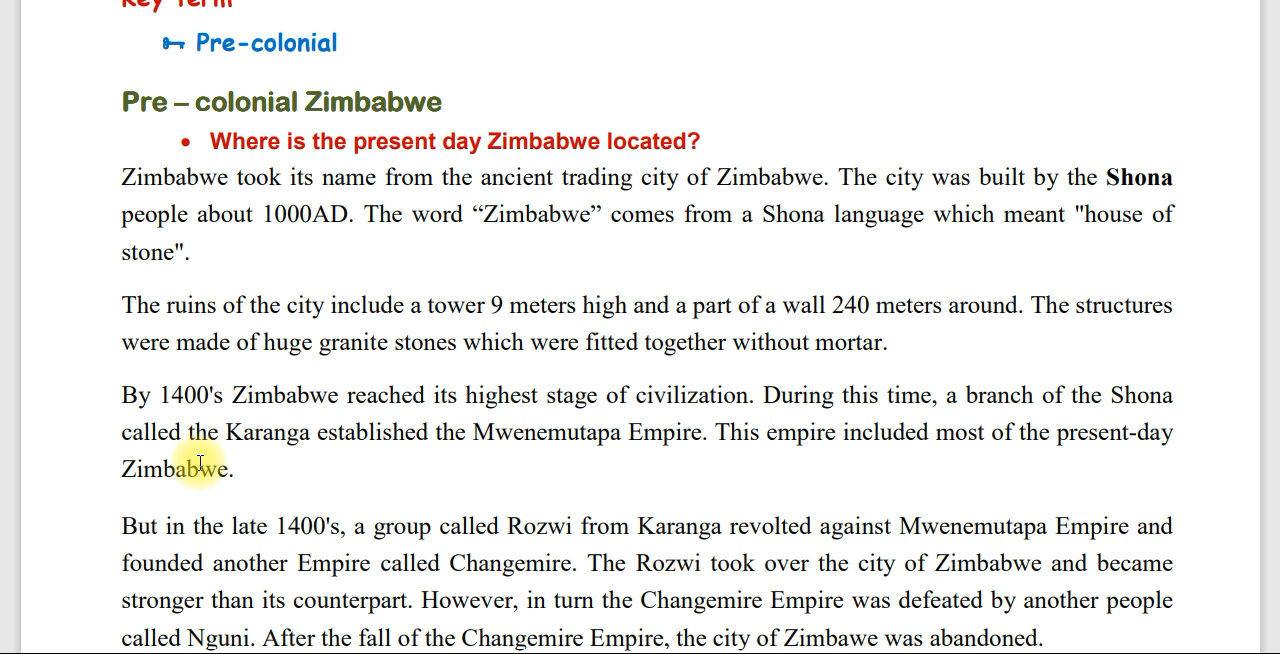 Key Term
Pre-colonial
Pre – colonial Zimbabwe
• Where is the present day Zimbabwe located?
Zimbabwe took its name from the ancient trading city of Zimbabwe. The city was built by the Shona
people about 1000AD. The word “Zimbabwe” comes from a Shona language which meant "house of
stone".
The ruins of the city include a tower 9 meters high and a part of a wall 240 meters around. The structures
were made of huge granite stones which were fitted together without mortar.
By 1400's Zimbabwe reached its highest stage of civilization. During this time, a branch of the Shona
called the Karanga established the Mwenemutapa Empire. This empire included most of the present-day
Zimbabwe.
But in the late 1400's, a group called Rozwi from Karanga revolted against Mwenemutapa Empire and
founded another Empire called Changemire. The Rozwi took over the city of Zimbabwe and became
stronger than its counterpart. However, in turn the Changemire Empire was defeated by another people
called Nguni. After the fall of the Changemire Empire, the city of Zimbawe was abandoned.